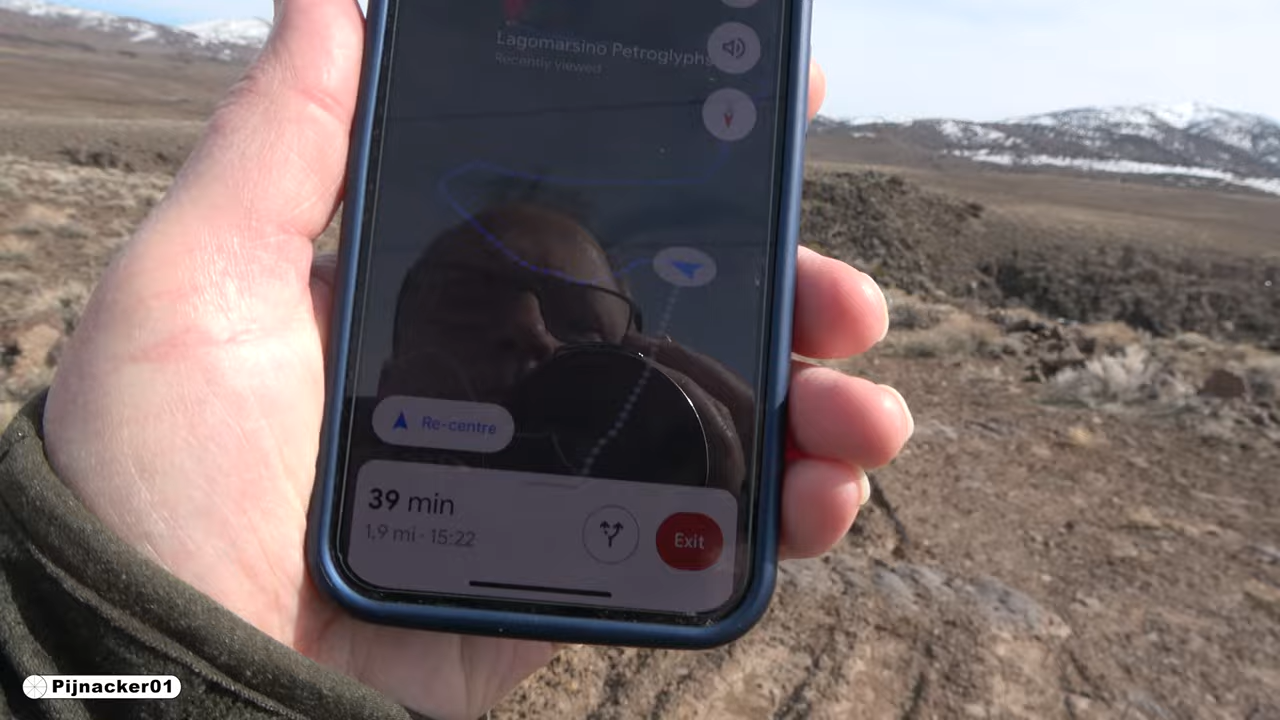 Lagomarsino Petroglyphs
Recently viewed
Re-centre
39 min
1,9 mi · 15:22
Exit
Pijnacker01